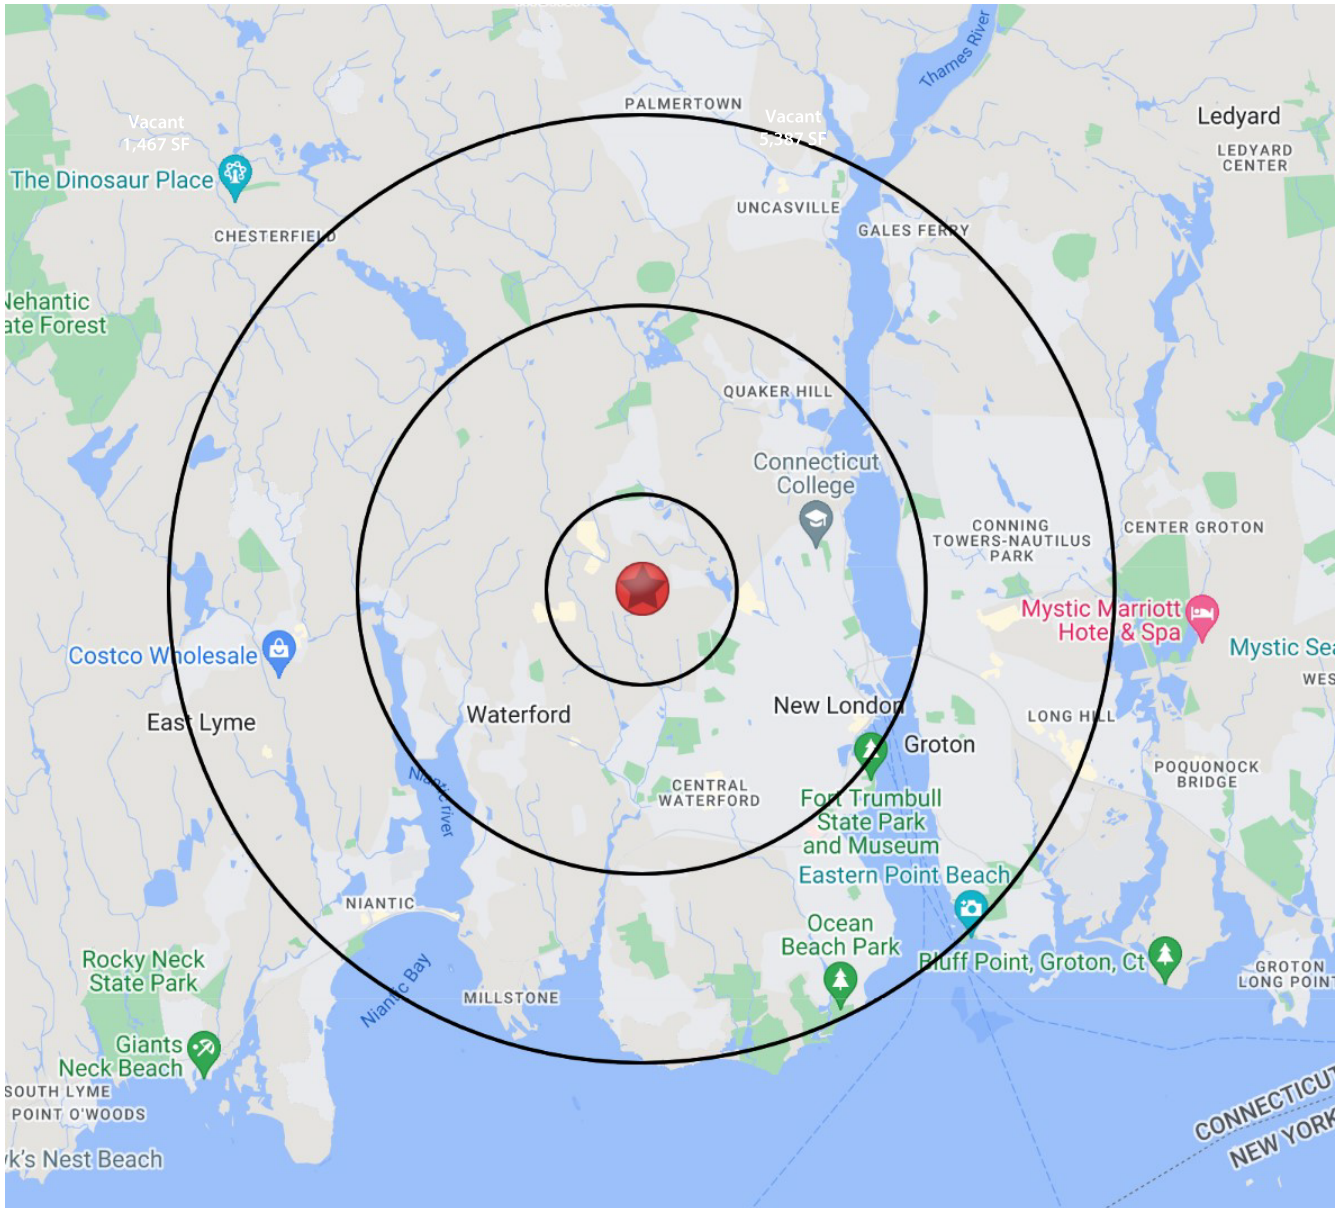 Thames River
PALMERTOWN
Vacant
5,387 SF
Ledyard
LEDYARD
CENTER
Vacant
1,467 SF
The Dinosaur Place
CHESTERFIELD
UNCASVILLE
GALES FERRY
Nehantic
ate Forest
QUAKER HILL
Connecticut
College
CONNING
TOWERS-NAUTILUS
PARK
CENTER GROTON
Mystic Marriott
Hotel & Spa
Mystic Sea
WES
Costco Wholesale
East Lyme
Waterford
New London
Groton
LONG HILL
POQUONOCK
BRIDGE
Niantic river
CENTRAL
WATERFORD
Fort Trumbull
State Park
and Museum
Eastern Point Beach
NIANTIC
Ocean
Beach Park
Bluff Point, Groton, Ct
GROTON
LONG POINT
Rocky Neck
State Park
Niantic Bay
MILLSTONE
Giants
Neck Beach
SOUTH LYME
POINT O'WOODS
vk's Nest Beach
CONNECTICUT
NEW YORK